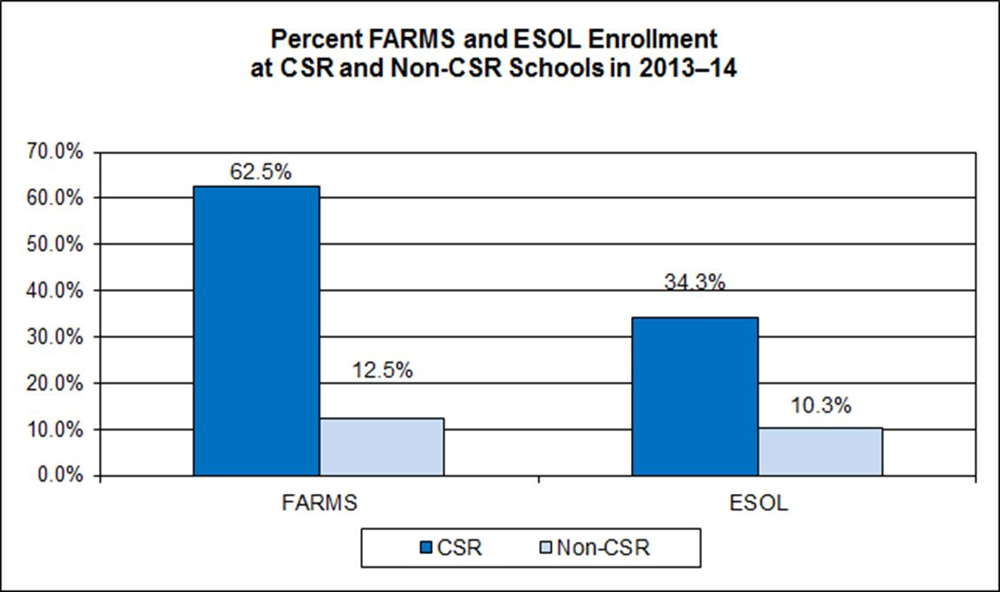 Percent FARMS and ESOL Enrollment
at CSR and Non-CSR Schools in 2013–14
70.0%
60.0%
50.0%
40.0%
30.0%
20.0%
10.0%
0.0%
62.5%
12.5%
34.3%
10.3%
FARMS
ESOL
CSR
Non-CSR